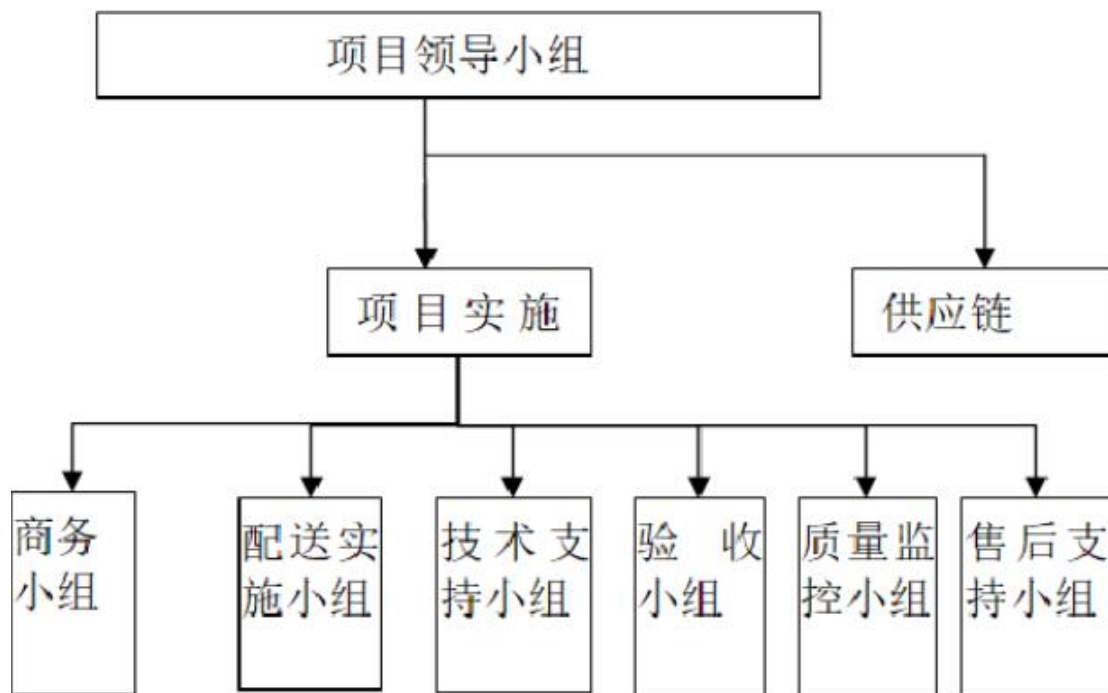 项目领导小组
项目实施
供应链
商务
小组
配送实
施小组
技术支
持小组
验收
小组
质量监
控小组
售后支
持小组